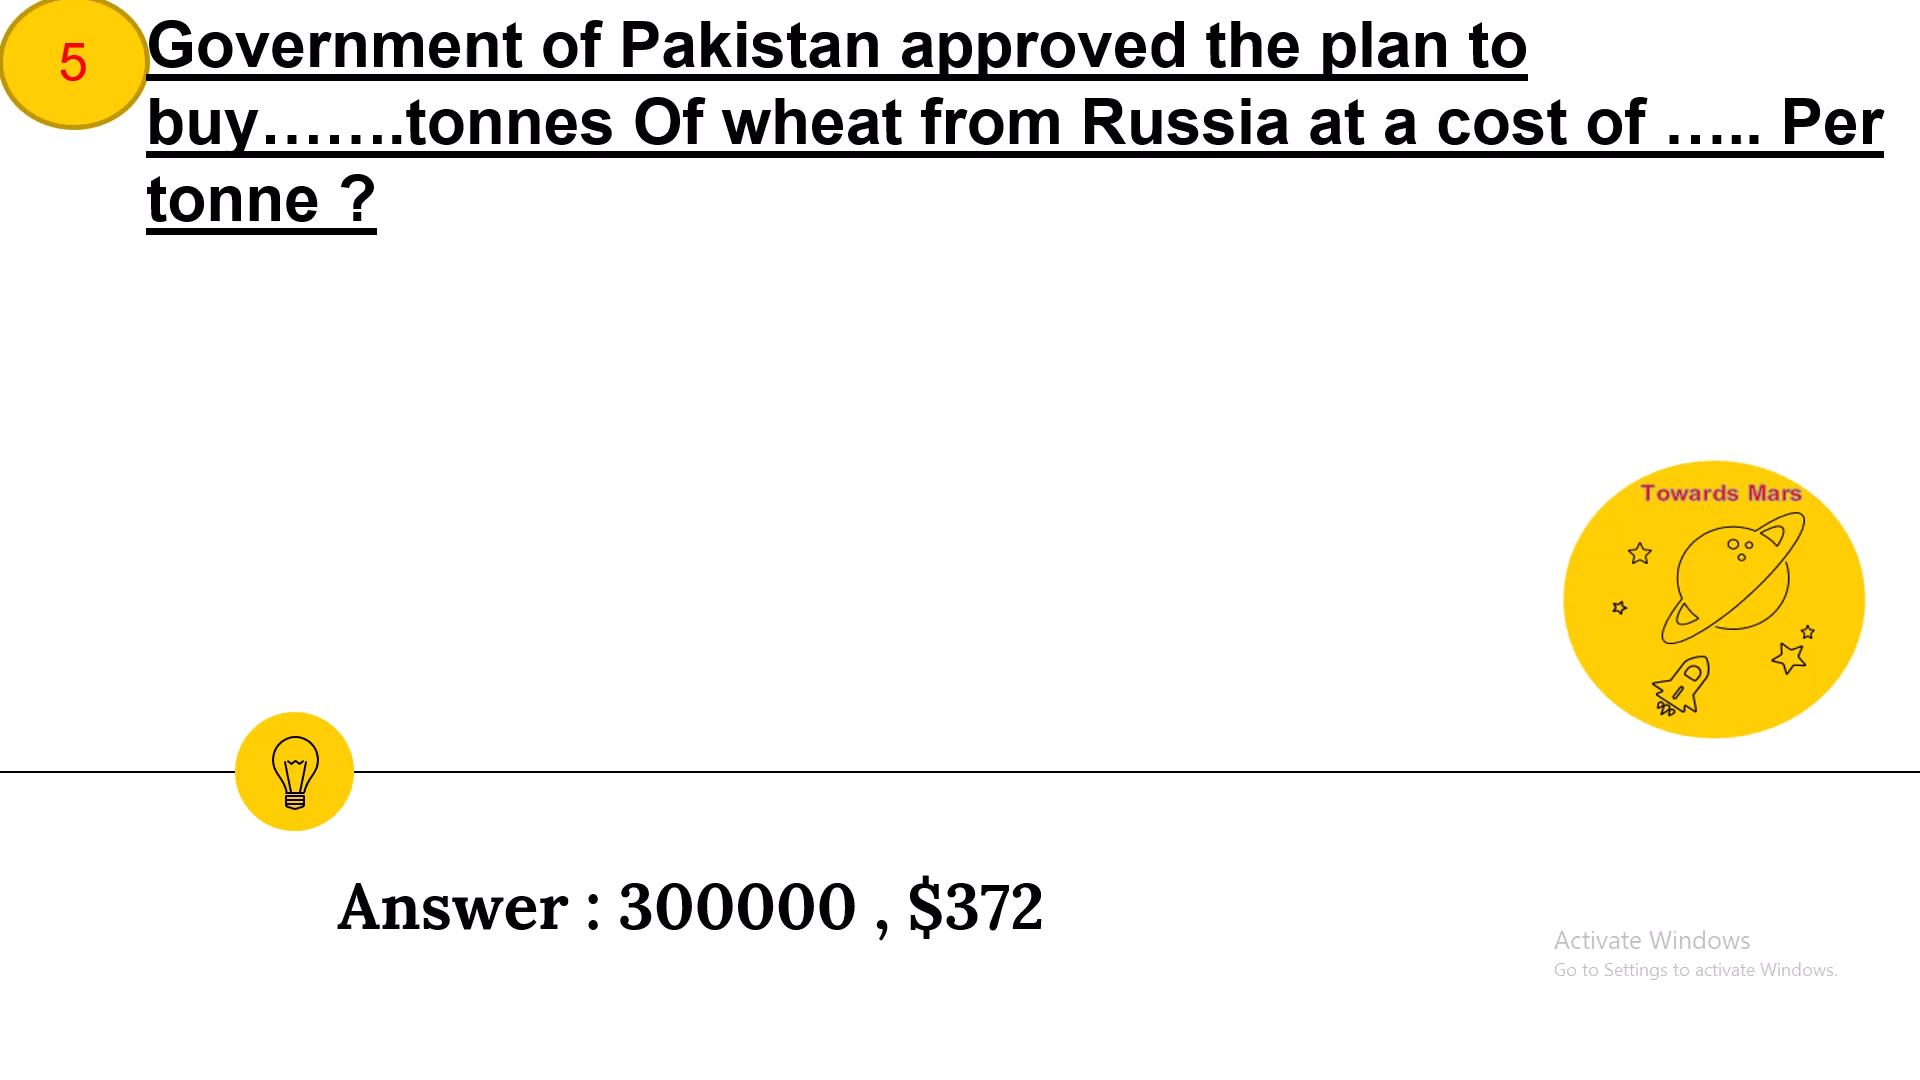 5
Government of Pakistan approved the plan to
buy…….tonnes Of wheat from Russia at a cost of ….. Per
tonne ?
Towards Mars
Answer : 300000 , $372
Activate Windows
Go to Settings to activate Windows.